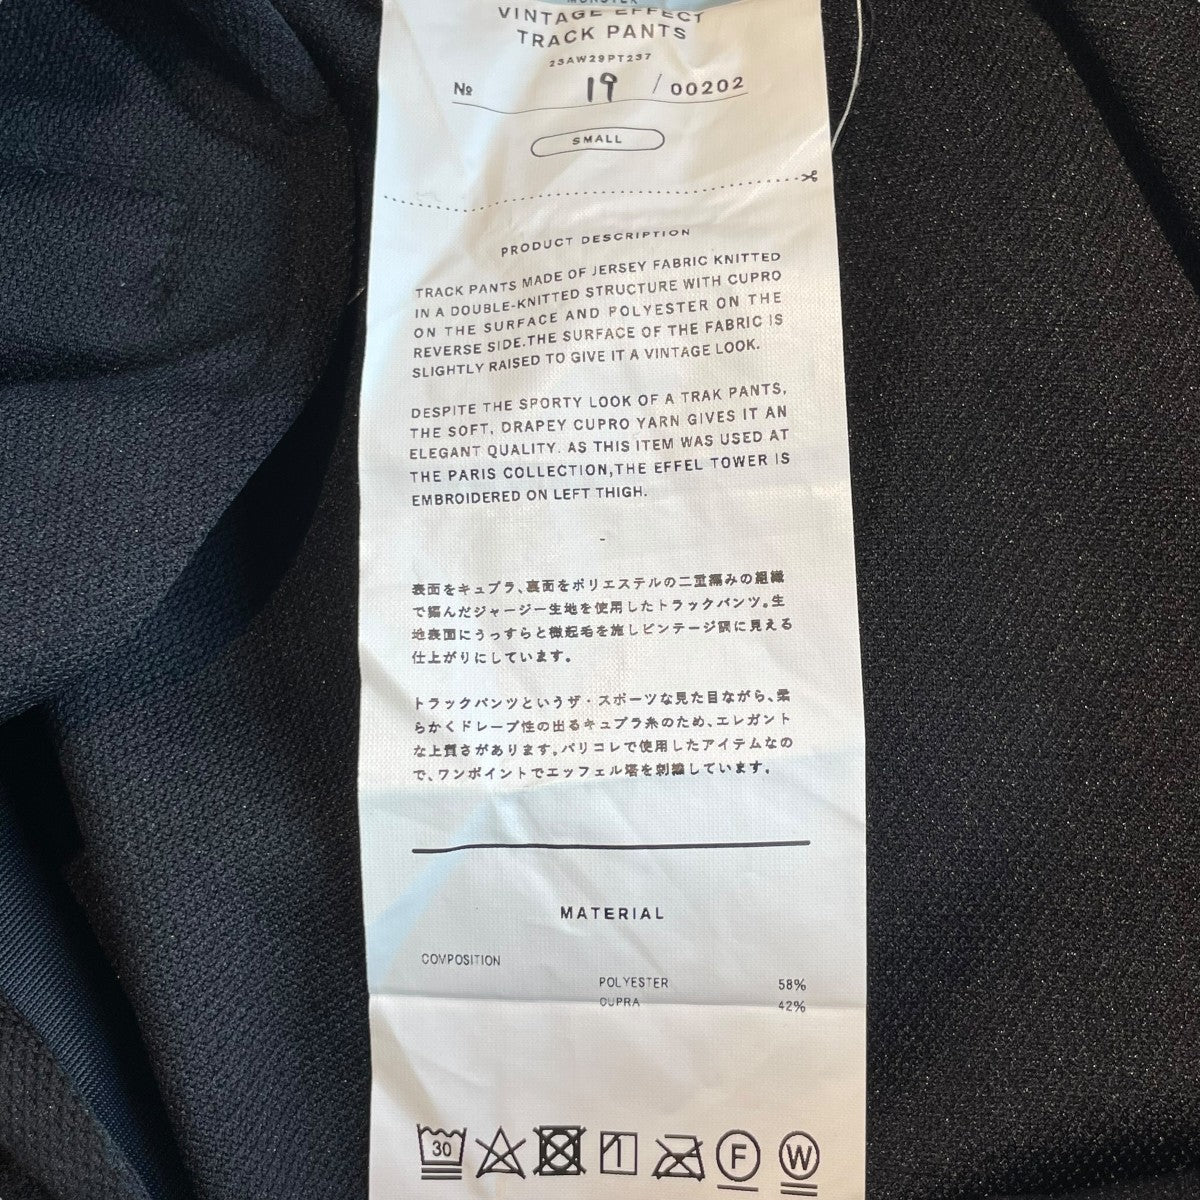 VINTAGE EFFECT
TRACK PANTS
23AW29PT237
№ 19 / 00202
SMALL
PRODUCT DESCRIPTION
TRACK PANTS MADE OF JERSEY FABRIC KNITTED
IN A DOUBLE-KNITTED STRUCTURE WITH CUPRO
ON THE SURFACE AND POLYESTER ON THE
REVERSE SIDE.THE SURFACE OF THE FABRIC IS
SLIGHTLY RAISED TO GIVE IT A VINTAGE LOOK.
DESPITE THE SPORTY LOOK OF A TRAK PANTS,
THE SOFT, DRAPEY CUPRO YARN GIVES IT AN
ELEGANT QUALITY. AS THIS ITEM WAS USED AT
THE PARIS COLLECTION,THE EFFEL TOWER IS
EMBROIDERED ON LEFT THIGH.
-
表面をキュプラ、裏面をポリエステルの二重編みの組織
で編んだジャージー生地を使用したトラックパンツ。生
地表面にうっすらと微起毛を施しビンテージ調に見える
仕上がりにしています。
トラックパンツというザ・スポーツな見た目ながら、柔
らかくドレープ性の出るキュプラ糸のため、エレガント
な上質さがあります。パリコレで使用したアイテムなの
で、ワンポイントでエッフェル塔を刺繍しています。
MATERIAL
COMPOSITION
POLYESTER 58%
CUPRA 42%
30 F W